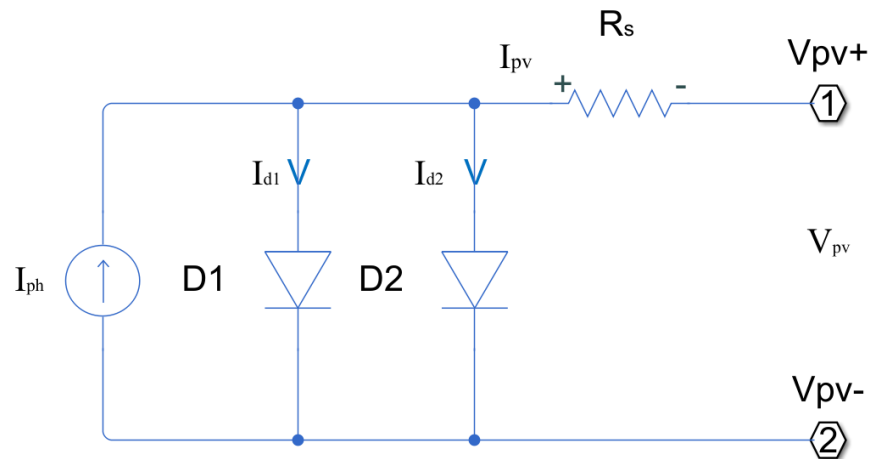 Rs
Ipv
Vpv+
+
-
1
Id1
Id2
Vpv
Iph
D1
D2
Vpv-
2